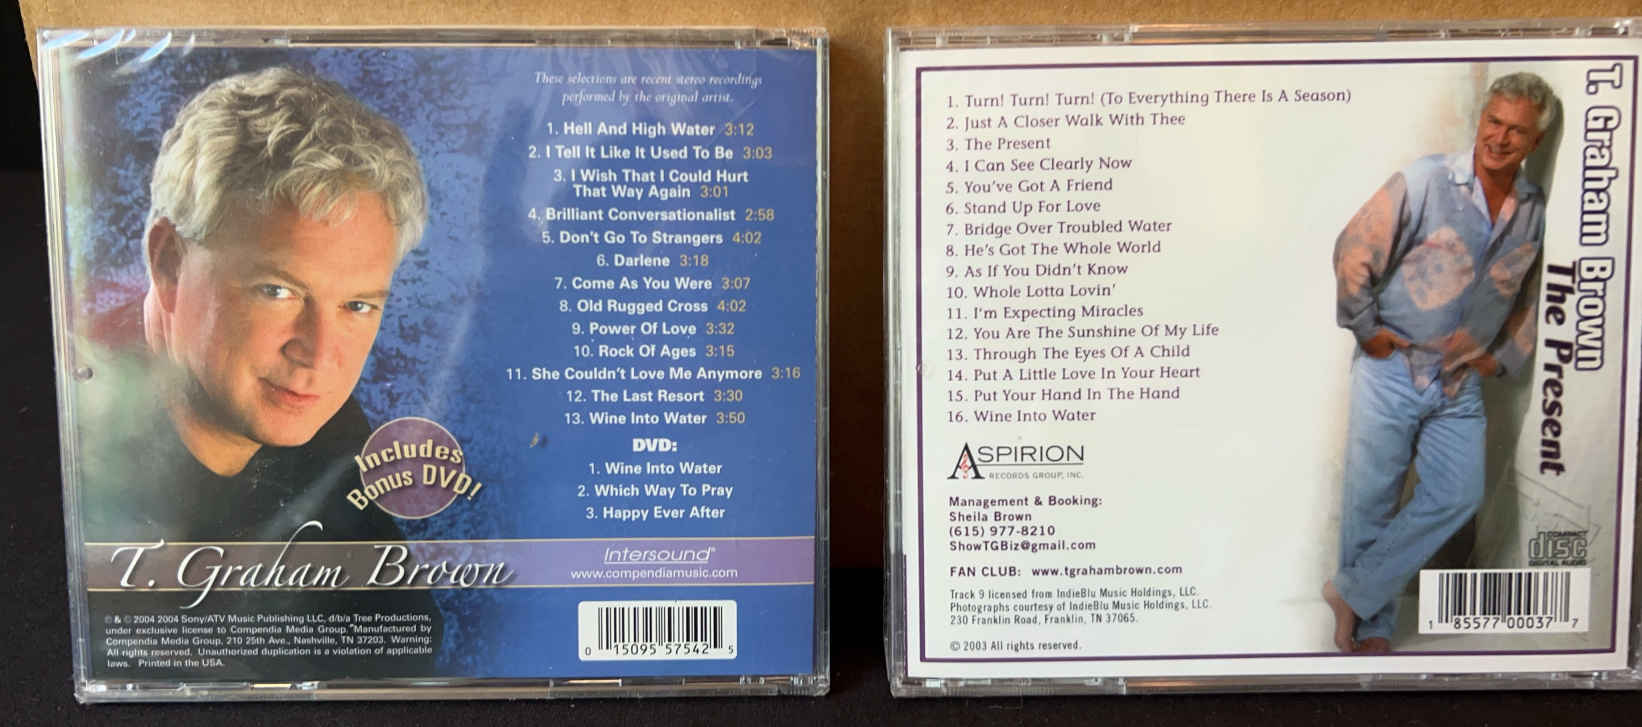 These selections are recent stereo recordings
performed by the original artist.
1. Hell And High Water 3:12
2. I Tell It Like It Used To Be 3:03
3. I Wish That I Could Hurt
That Way Again 3:01
4. Brilliant Conversationalist 2:58
5. Don't Go To Strangers 4:02
6. Darlene 3:18
7. Come As You Were 3:07
8. Old Rugged Cross 4:02
9. Power Of Love 3:32
10. Rock Of Ages 3:15
11. She Couldn't Love Me Anymore 3:16
12. The Last Resort 3:30
13. Wine Into Water 3:50
DVD:
1. Wine Into Water
2. Which Way To Pray
3. Happy Ever After
Includes
Bonus DVD!
T. Graham Brown
Intersound®
www.compendiamusic.com
℗ & © 2004 2004 Sony/ATV Music Publishing LLC, d/b/a Tree Productions,
under exclusive license to Compendia Media Group. Manufactured by
Compendia Media Group, 210 25th Ave., Nashville, TN 37203. Warning:
All rights reserved. Unauthorized duplication is a violation of applicable
laws. Printed in the USA.
0 15095 57542 5
1. Turn! Turn! Turn! (To Everything There Is A Season)
2. Just A Closer Walk With Thee
3. The Present
4. I Can See Clearly Now
5. You've Got A Friend
6. Stand Up For Love
7. Bridge Over Troubled Water
8. He's Got The Whole World
9. As If You Didn't Know
10. Whole Lotta Lovin'
11. I'm Expecting Miracles
12. You Are The Sunshine Of My Life
13. Through The Eyes Of A Child
14. Put A Little Love In Your Heart
15. Put Your Hand In The Hand
16. Wine Into Water
ASPIRION
RECORDS GROUP, INC.
Management & Booking:
Sheila Brown
(615) 977-8210
ShowTGBiz@gmail.com
FAN CLUB: www.tgrahambrown.com
Track 9 licensed from IndieBlu Music Holdings, LLC.
Photographs courtesy of IndieBlu Music Holdings, LLC.
230 Franklin Road, Franklin, TN 37065.
© 2003 All rights reserved.
T. Graham Brown
The Present
COMPACT
disc
DIGITAL AUDIO
1 85577 00037 7